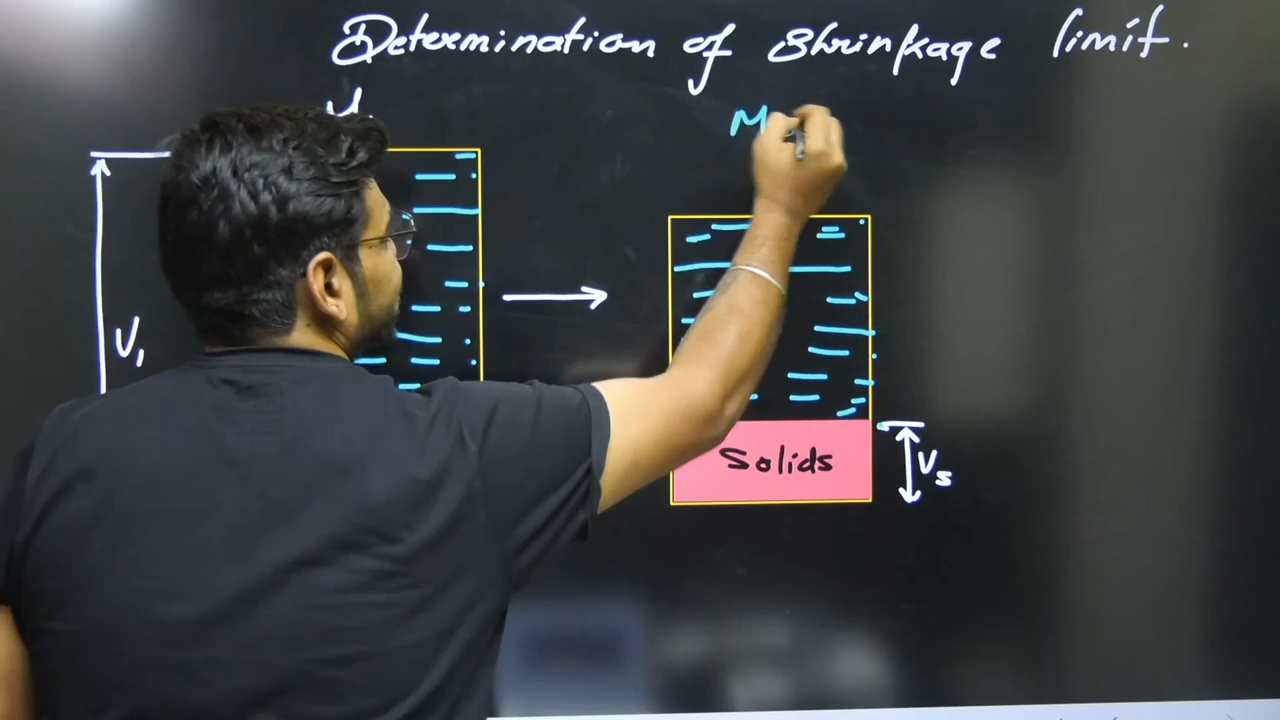 Determination of Shrinkage limit.
M
V₁
Solids
Vs